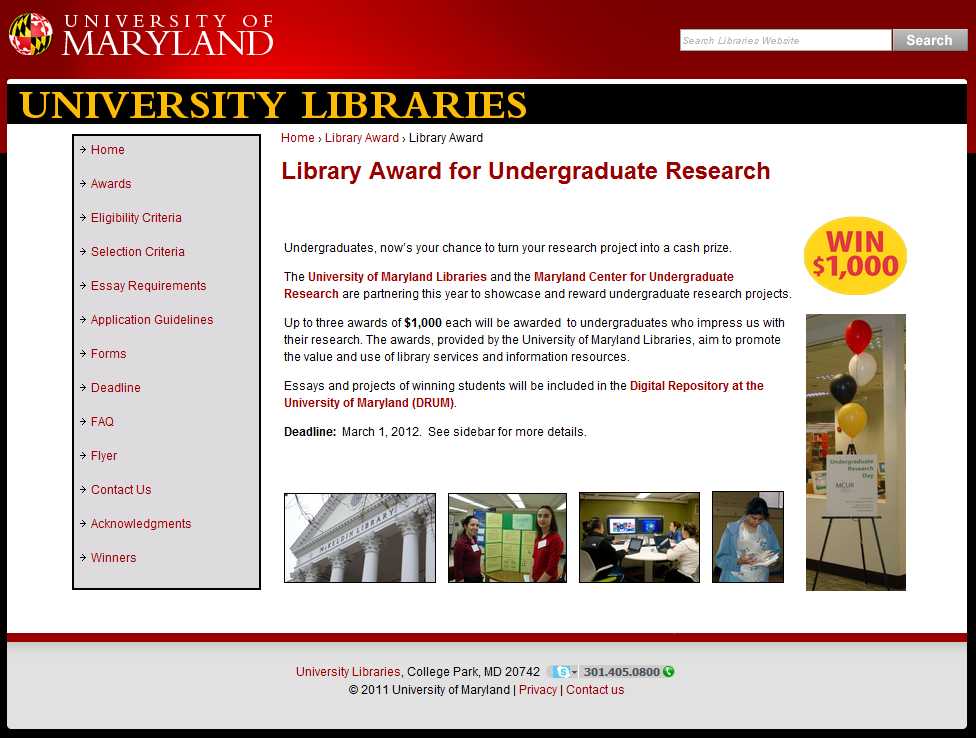 UNIVERSITY OF
MARYLAND
Search Libraries Website
Search
UNIVERSITY LIBRARIES
Home
Awards
Eligibility Criteria
Selection Criteria
Essay Requirements
Application Guidelines
Forms
Deadline
FAQ
Flyer
Contact Us
Acknowledgments
Winners
Home › Library Award › Library Award
Library Award for Undergraduate Research
Undergraduates, now's your chance to turn your research project into a cash prize.
The University of Maryland Libraries and the Maryland Center for Undergraduate
Research are partnering this year to showcase and reward undergraduate research projects.
Up to three awards of $1,000 each will be awarded to undergraduates who impress us with
their research. The awards, provided by the University of Maryland Libraries, aim to promote
the value and use of library services and information resources.
Essays and projects of winning students will be included in the Digital Repository at the
University of Maryland (DRUM).
Deadline: March 1, 2012. See sidebar for more details.
WIN
$1,000
Undergraduate
Research
Day
MCUR
McKELDIN LIBRARY
University Libraries, College Park, MD 20742 301.405.0800
© 2011 University of Maryland | Privacy | Contact us